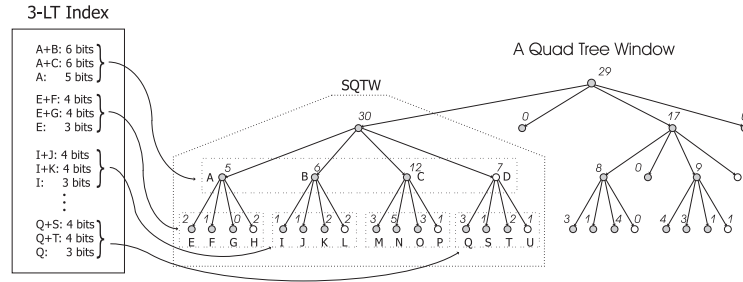 3-LT Index
A+B: 6 bits
A+C: 6 bits
A: 5 bits
E+F: 4 bits
E+G: 4 bits
E: 3 bits
I+J: 4 bits
I+K: 4 bits
I: 3 bits
Q+S: 4 bits
Q+T: 4 bits
Q: 3 bits
A Quad Tree Window
SQTW
29
30 0 17
A 5 B 6 12 C 7 D 8 0 9
2 1 0 2 1 1 2 2 3 5 3 1 3 1 2 1 3 1 4 0 4 3 1 1
E F G H I J K L M N O P Q S T U